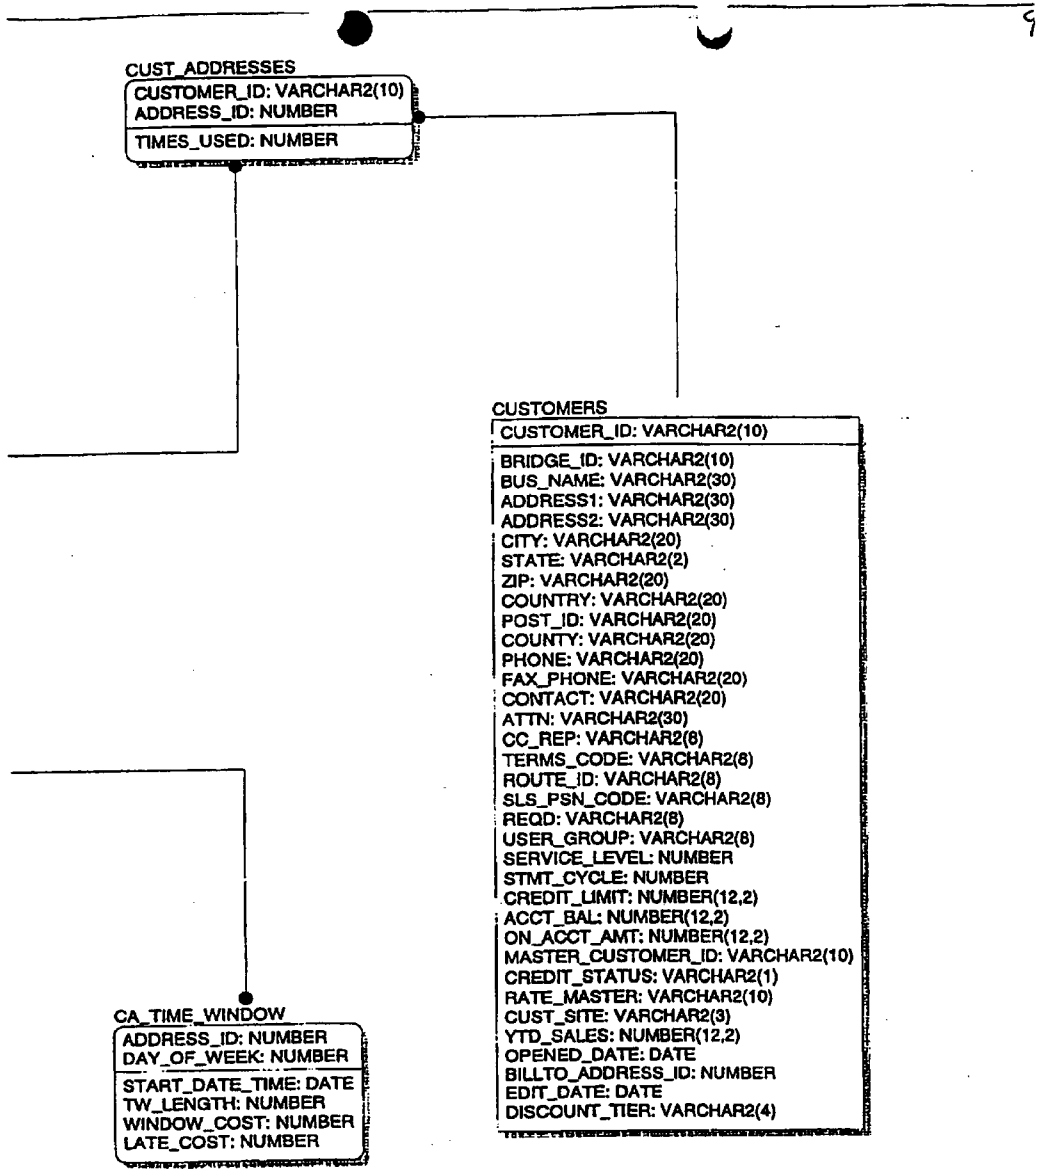 9
CUST_ADDRESSES
CUSTOMER_ID: VARCHAR2(10)
ADDRESS_ID: NUMBER
TIMES_USED: NUMBER
CUSTOMERS
CUSTOMER_ID: VARCHAR2(10)
BRIDGE_ID: VARCHAR2(10)
BUS_NAME: VARCHAR2(30)
ADDRESS1: VARCHAR2(30)
ADDRESS2: VARCHAR2(30)
CITY: VARCHAR2(20)
STATE: VARCHAR2(2)
ZIP: VARCHAR2(20)
COUNTRY: VARCHAR2(20)
POST_ID: VARCHAR2(20)
COUNTY: VARCHAR2(20)
PHONE: VARCHAR2(20)
FAX_PHONE: VARCHAR2(20)
CONTACT: VARCHAR2(20)
ATTN: VARCHAR2(30)
CC_REP: VARCHAR2(8)
TERMS_CODE: VARCHAR2(8)
ROUTE_ID: VARCHAR2(8)
SLS_PSN_CODE: VARCHAR2(8)
REQD: VARCHAR2(8)
USER_GROUP: VARCHAR2(8)
SERVICE_LEVEL: NUMBER
STMT_CYCLE: NUMBER
CREDIT_LIMIT: NUMBER(12,2)
ACCT_BAL: NUMBER(12,2)
ON_ACCT_AMT: NUMBER(12,2)
MASTER_CUSTOMER_ID: VARCHAR2(10)
CREDIT_STATUS: VARCHAR2(1)
RATE_MASTER: VARCHAR2(10)
CUST_SITE: VARCHAR2(3)
YTD_SALES: NUMBER(12,2)
OPENED_DATE: DATE
BILLTO_ADDRESS_ID: NUMBER
EDIT_DATE: DATE
DISCOUNT_TIER: VARCHAR2(4)
CA_TIME_WINDOW
ADDRESS_ID: NUMBER
DAY_OF_WEEK: NUMBER
START_DATE_TIME: DATE
TW_LENGTH: NUMBER
WINDOW_COST: NUMBER
LATE_COST: NUMBER